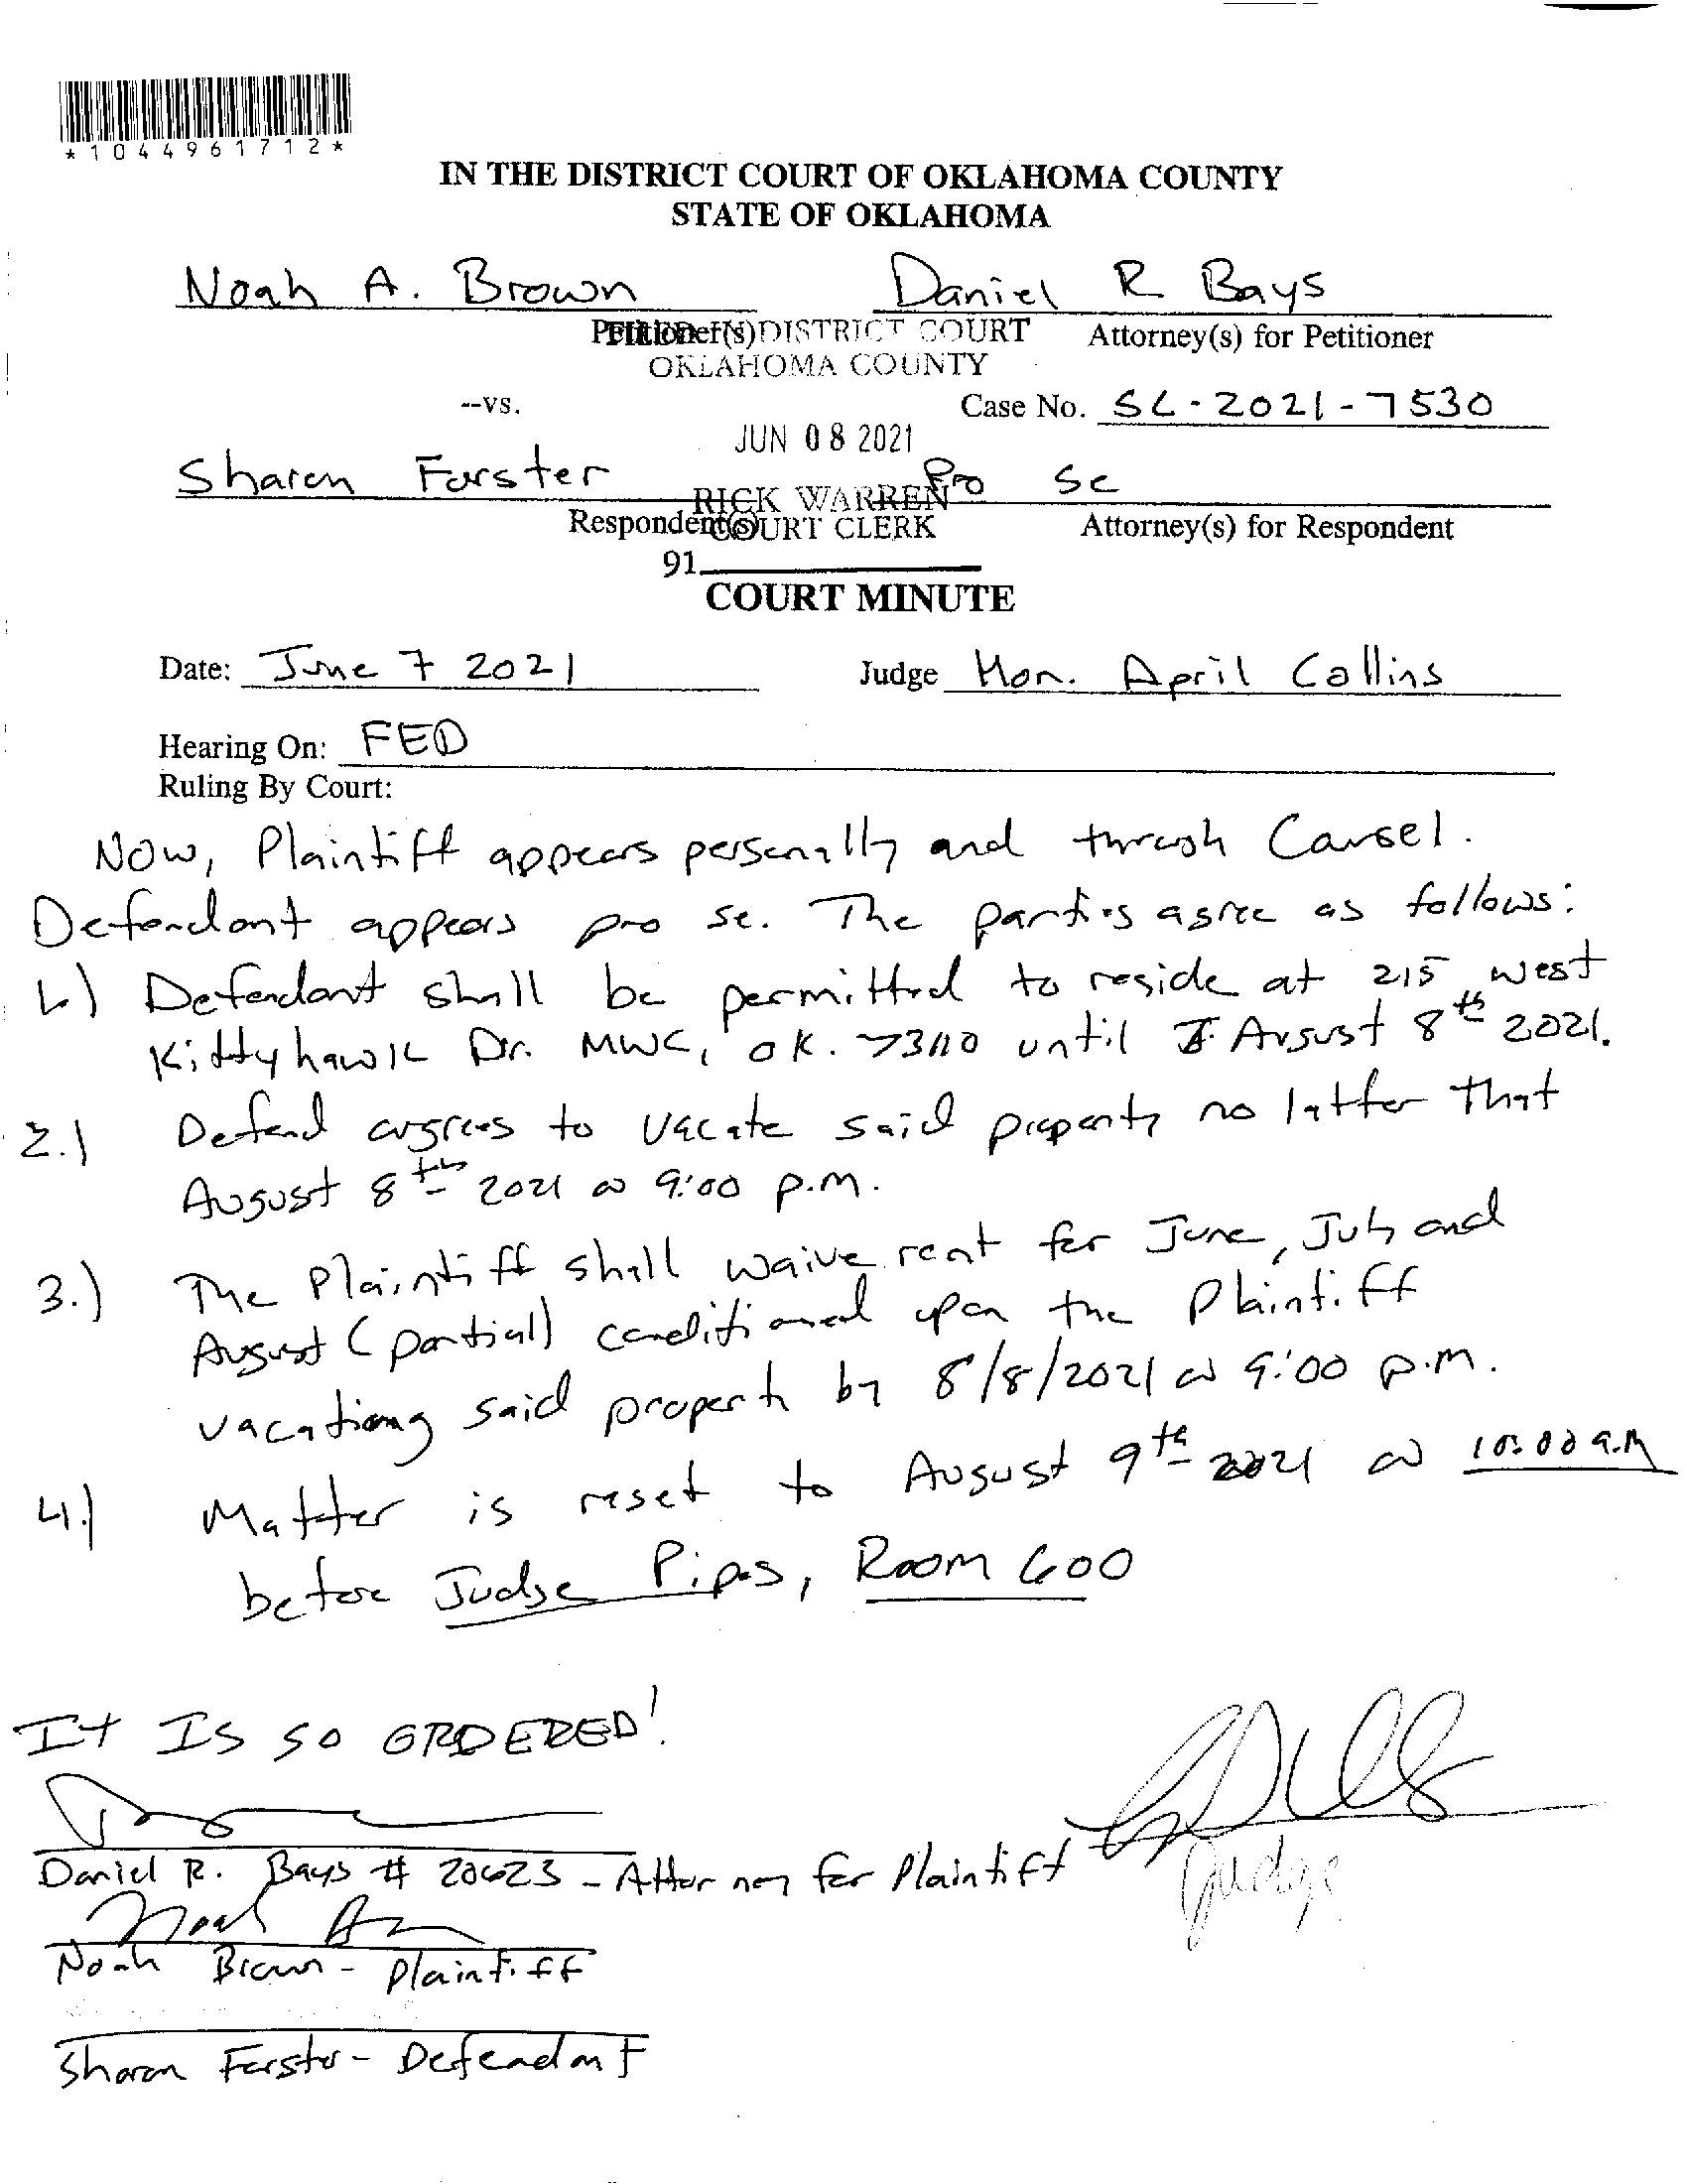 *1044961712*
IN THE DISTRICT COURT OF OKLAHOMA COUNTY
STATE OF OKLAHOMA
Noah A. Brown Daniel R Bays
Petitioner(s) Attorney(s) for Petitioner
FILED IN DISTRICT COURT
OKLAHOMA COUNTY
--vs. Case No. SC-2021-7530
JUN 08 2021
Sharon Forster Pro Se
RICK WARREN
Respondent(s) Attorney(s) for Respondent
COURT CLERK
91
COURT MINUTE
Date: June 7 2021 Judge Hon. April Collins
Hearing On: FED
Ruling By Court:
Now, Plaintiff appears personally and through Counsel.
Defendant appears pro se. The parties agree as follows:
1.) Defendant shall be permitted to reside at 215 West
Kittyhawk Dr. MWC, OK. 73110 until August 8th 2021.
2.) Defend agrees to vacate said property no latter that
August 8th 2021 @ 9:00 p.m.
3.) The Plaintiff shall waive rent for June, July and
August (partial) conditioned upon the Plaintiff
vacationg said property by 8/8/2021 @ 9:00 p.m.
4.) Matter is reset to August 9th 2021 @ 10:00 a.m
before Judge Pipes, Room 600
It IS SO ORDERED!
Daniel R. Bays # 20623 - Attorney for Plaintiff
Judge
Noah Brown - Plaintiff
Sharon Forster - Defendant